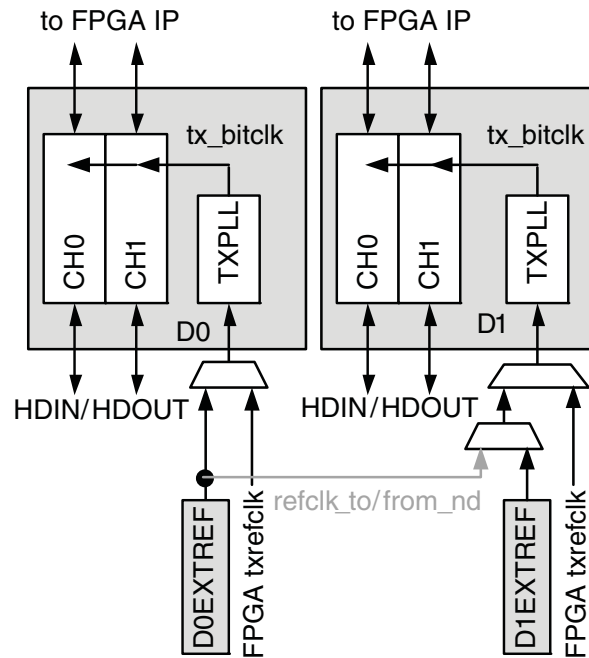 to FPGA IP
to FPGA IP
tx_bitclk
tx_bitclk
CH0
CH1
TXPLL
CH0
CH1
TXPLL
D0
D1
HDIN/HDOUT
HDIN/HDOUT
refclk_to/from_nd
D0EXTREF
FPGA txrefclk
D1EXTREF
FPGA txrefclk